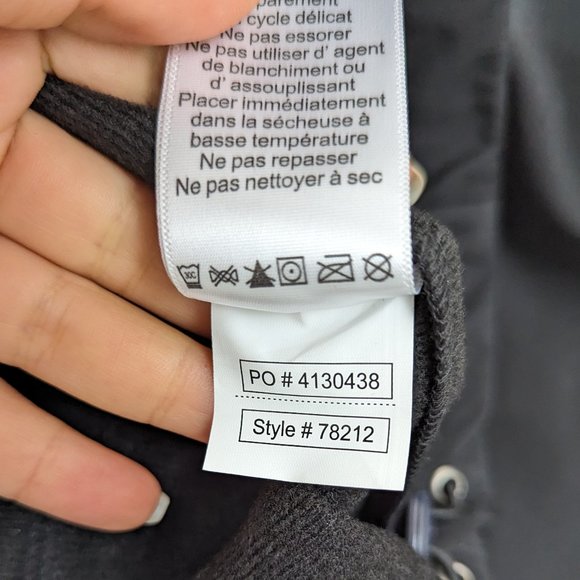 cycle délicat
Ne pas essorer
Ne pas utiliser d' agent
de blanchiment ou
d' assouplissant
Placer immédiatement
dans la sécheuse à
basse température
Ne pas repasser
Ne pas nettoyer à sec
30C
PO # 4130438
Style # 78212